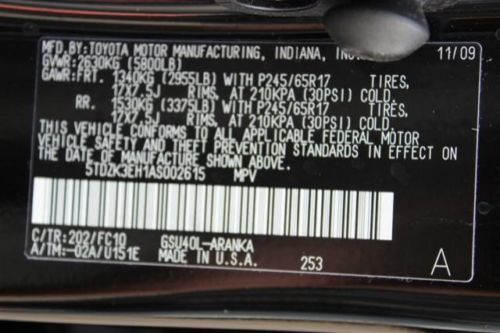 MFD.BY: TOYOTA MOTOR MANUFACTURING, INDIANA, INC. 11/09
GVWR: 2630KG (5800LB)
GAWR: FRT. 1340KG (2955LB) WITH P245/65R17 TIRES,
17X7.5J RIMS, AT 210KPA (30PSI) COLD
RR. 1530KG (3375LB) WITH P245/65R17 TIRES,
17X7.5J RIMS, AT 210KPA (30PSI) COLD
THIS VEHICLE CONFORMS TO ALL APPLICABLE FEDERAL MOTOR
VEHICLE SAFETY AND THEFT PREVENTION STANDARDS IN EFFECT ON
THE DATE OF MANUFACTURE SHOWN ABOVE.
5TDZK3EH1AS002615 MPV
C/TR: 202/FC10 GSU40L-ARANKA
A/TM: -02A/U151E MADE IN U.S.A. 253 A